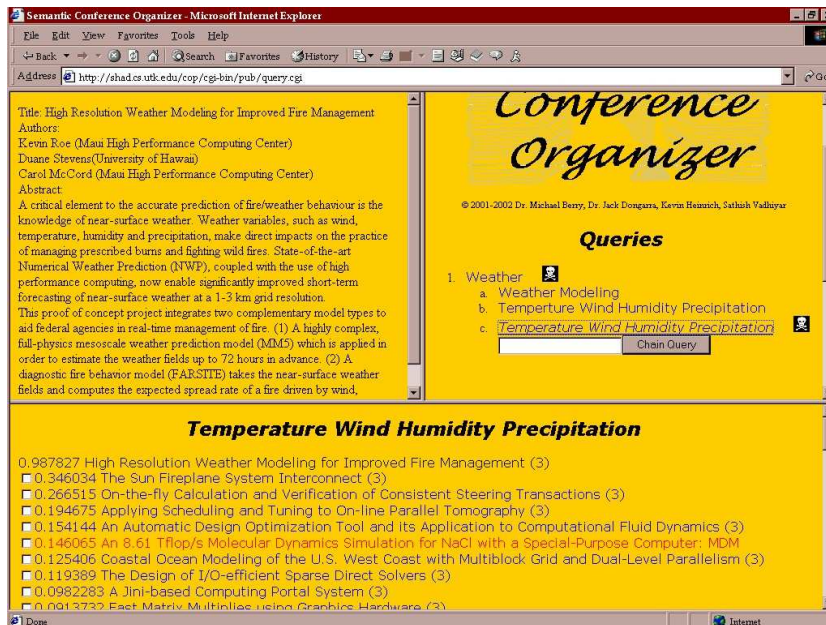 Semantic Conference Organizer - Microsoft Internet Explorer
File Edit View Favorites Tools Help
Back Search Favorites History
Address http://shad.cs.utk.edu/cop/cgi-bin/pub/query.cgi Go
Title: High Resolution Weather Modeling for Improved Fire Management
Authors:
Kevin Roe (Maui High Performance Computing Center)
Duane Stevens(University of Hawaii)
Carol McCord (Maui High Performance Computing Center)
Abstract:
A critical element to the accurate prediction of fire/weather behaviour is the
knowledge of near-surface weather. Weather variables, such as wind,
temperature, humidity and precipitation, make direct impacts on the practice
of managing prescribed burns and fighting wild fires. State-of-the-art
Numerical Weather Prediction (NWP), coupled with the use of high
performance computing, now enable significantly improved short-term
forecasting of near-surface weather at a 1-3 km grid resolution.
This proof of concept project integrates two complementary model types to
aid federal agencies in real-time management of fire. (1) A highly complex,
full-physics mesoscale weather prediction model (MM5) which is applied in
order to estimate the weather fields up to 72 hours in advance. (2) A
diagnostic fire behavior model (FARSITE) takes the near-surface weather
fields and computes the expected spread rate of a fire driven by wind,
Conference
Organizer
© 2001-2002 Dr. Michael Berry, Dr. Jack Dongarra, Kevin Heinrich, Sathish Vadhiyar
Queries
1. Weather
a. Weather Modeling
b. Temperture Wind Humidity Precipitation
c. Temperature Wind Humidity Precipitation
Chain Query
Temperature Wind Humidity Precipitation
0.987827 High Resolution Weather Modeling for Improved Fire Management (3)
0.346034 The Sun Fireplane System Interconnect (3)
0.266515 On-the-fly Calculation and Verification of Consistent Steering Transactions (3)
0.194675 Applying Scheduling and Tuning to On-line Parallel Tomography (3)
0.154144 An Automatic Design Optimization Tool and its Application to Computational Fluid Dynamics (3)
0.146065 An 8.61 Tflop/s Molecular Dynamics Simulation for NaCl with a Special-Purpose Computer: MDM
0.125406 Coastal Ocean Modeling of the U.S. West Coast with Multiblock Grid and Dual-Level Parallelism (3)
0.119389 The Design of I/O-efficient Sparse Direct Solvers (3)
0.0982283 A Jini-based Computing Portal System (3)
0.0913732 Fast Matrix Multiplies using Graphics Hardware (3)
Done Internet